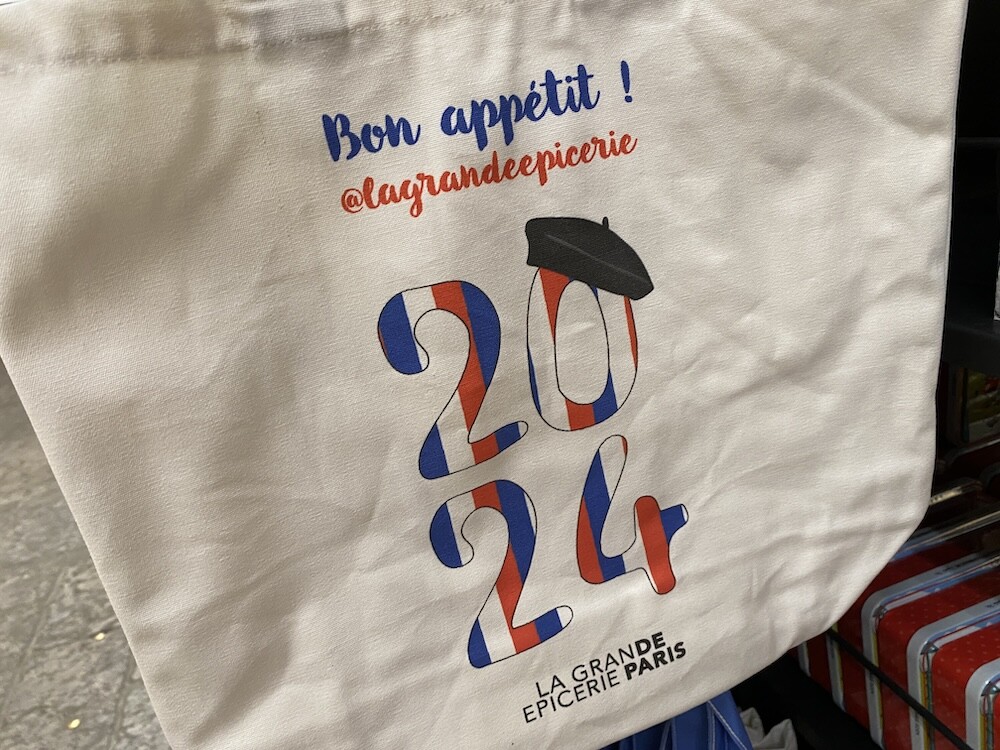 Bon appétit !
@lagrandeepicerie
20
24
LA GRANDE
EPICERIE PARIS